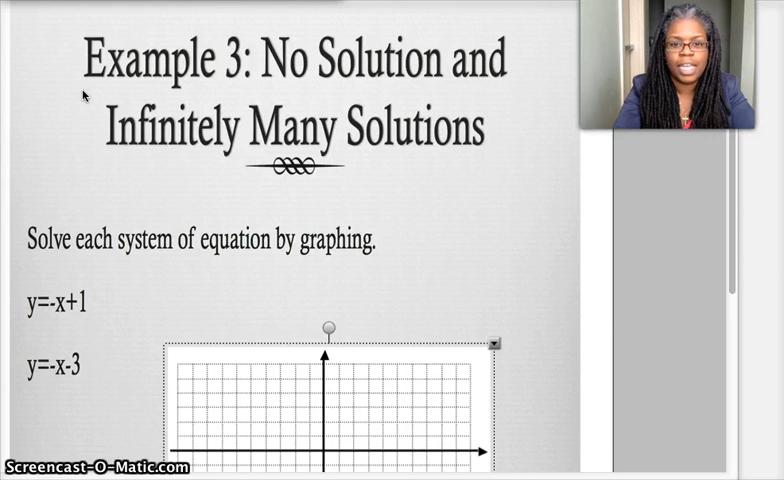 Example 3: No Solution and
Infinitely Many Solutions
Solve each system of equation by graphing.
y=-x+1
y=-x-3
Screencast-O-Matic.com